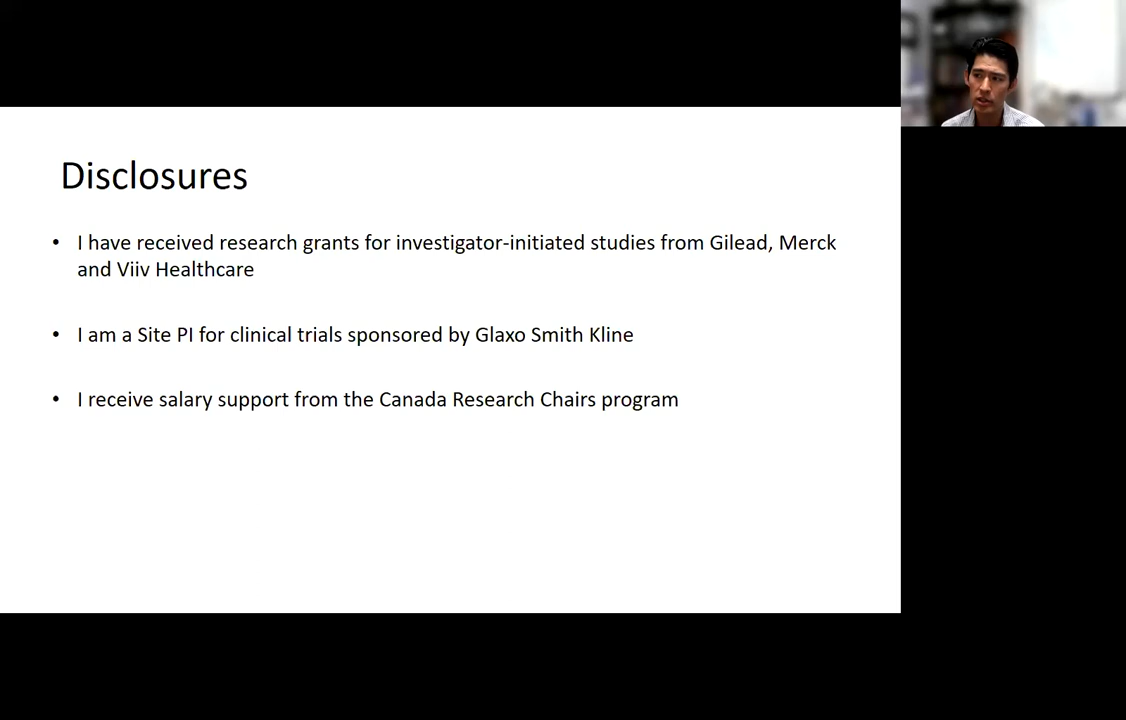 Disclosures
• I have received research grants for investigator-initiated studies from Gilead, Merck
and Viiv Healthcare
• I am a Site PI for clinical trials sponsored by Glaxo Smith Kline
• I receive salary support from the Canada Research Chairs program